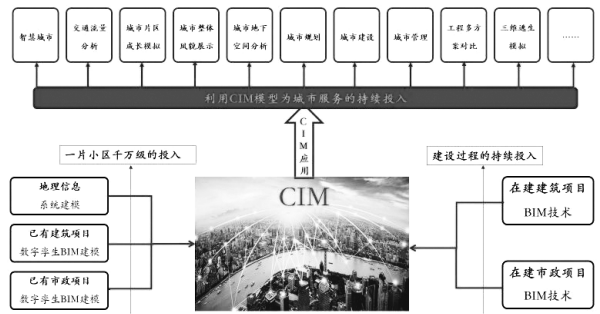 智慧城市
交通流量
分析
城市片区
成长模拟
城市整体
风貌展示
城市地下
空间分析
城市规划
城市建设
城市管理
工程多方
案对比
三维逃生
模拟
……
利用CIM模型为城市服务的持续投入
CIM应用
一片小区千万级的投入
建设过程的持续投入
地理信息
系统建模
已有建筑项目
数字孪生BIM建模
已有市政项目
数字孪生BIM建模
CIM
在建建筑项目
BIM技术
在建市政项目
BIM技术